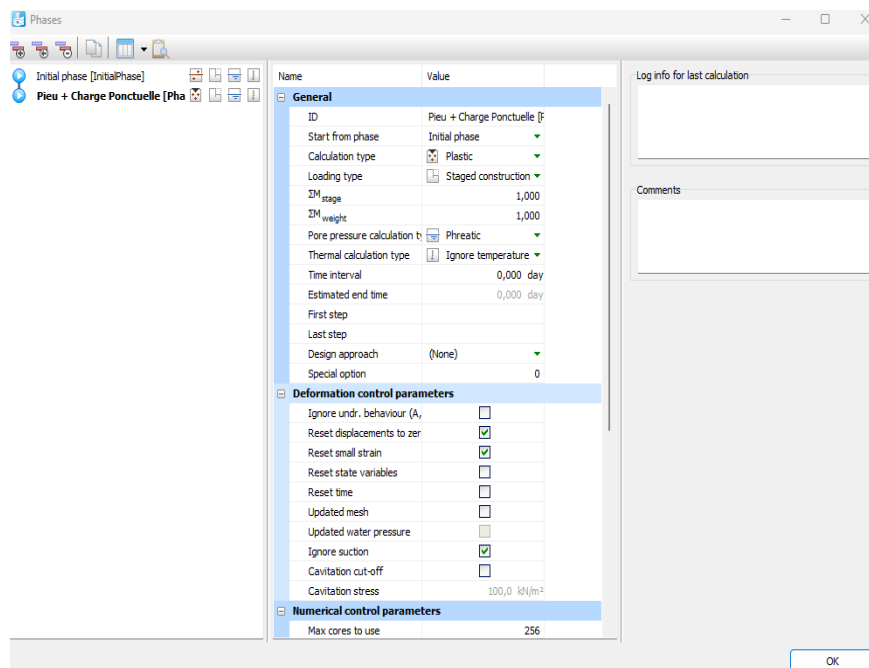 Phases
Initial phase [InitialPhase]
Pieu + Charge Ponctuelle [Pha
Name Value
General
ID Pieu + Charge Ponctuelle [F
Start from phase Initial phase
Calculation type Plastic
Loading type Staged construction
ΣM stage 1,000
ΣM weight 1,000
Pore pressure calculation ty Phreatic
Thermal calculation type Ignore temperature
Time interval 0,000 day
Estimated end time 0,000 day
First step
Last step
Design approach (None)
Special option 0
Deformation control parameters
Ignore undr. behaviour (A,
Reset displacements to zer
Reset small strain
Reset state variables
Reset time
Updated mesh
Updated water pressure
Ignore suction
Cavitation cut-off
Cavitation stress 100,0 kN/m²
Numerical control parameters
Max cores to use 256
Log info for last calculation
Comments
OK